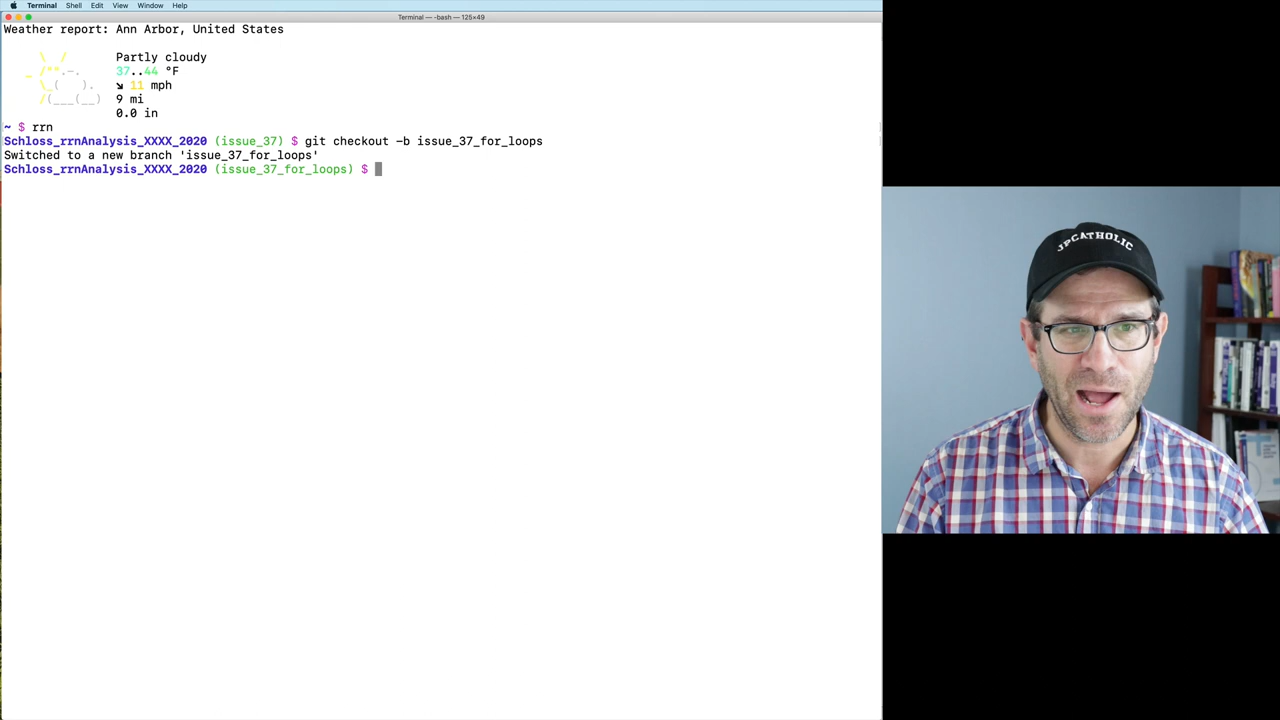 Terminal Shell Edit View Window Help
Terminal — -bash — 125×49
Weather report: Ann Arbor, United States
Partly cloudy
37..44 °F
↘ 11 mph
9 mi
0.0 in
~ $ rrn
Schloss_rrnAnalysis_XXXX_2020 (issue_37) $ git checkout -b issue_37_for_loops
Switched to a new branch 'issue_37_for_loops'
Schloss_rrnAnalysis_XXXX_2020 (issue_37_for_loops) $
JPCATHOLIC